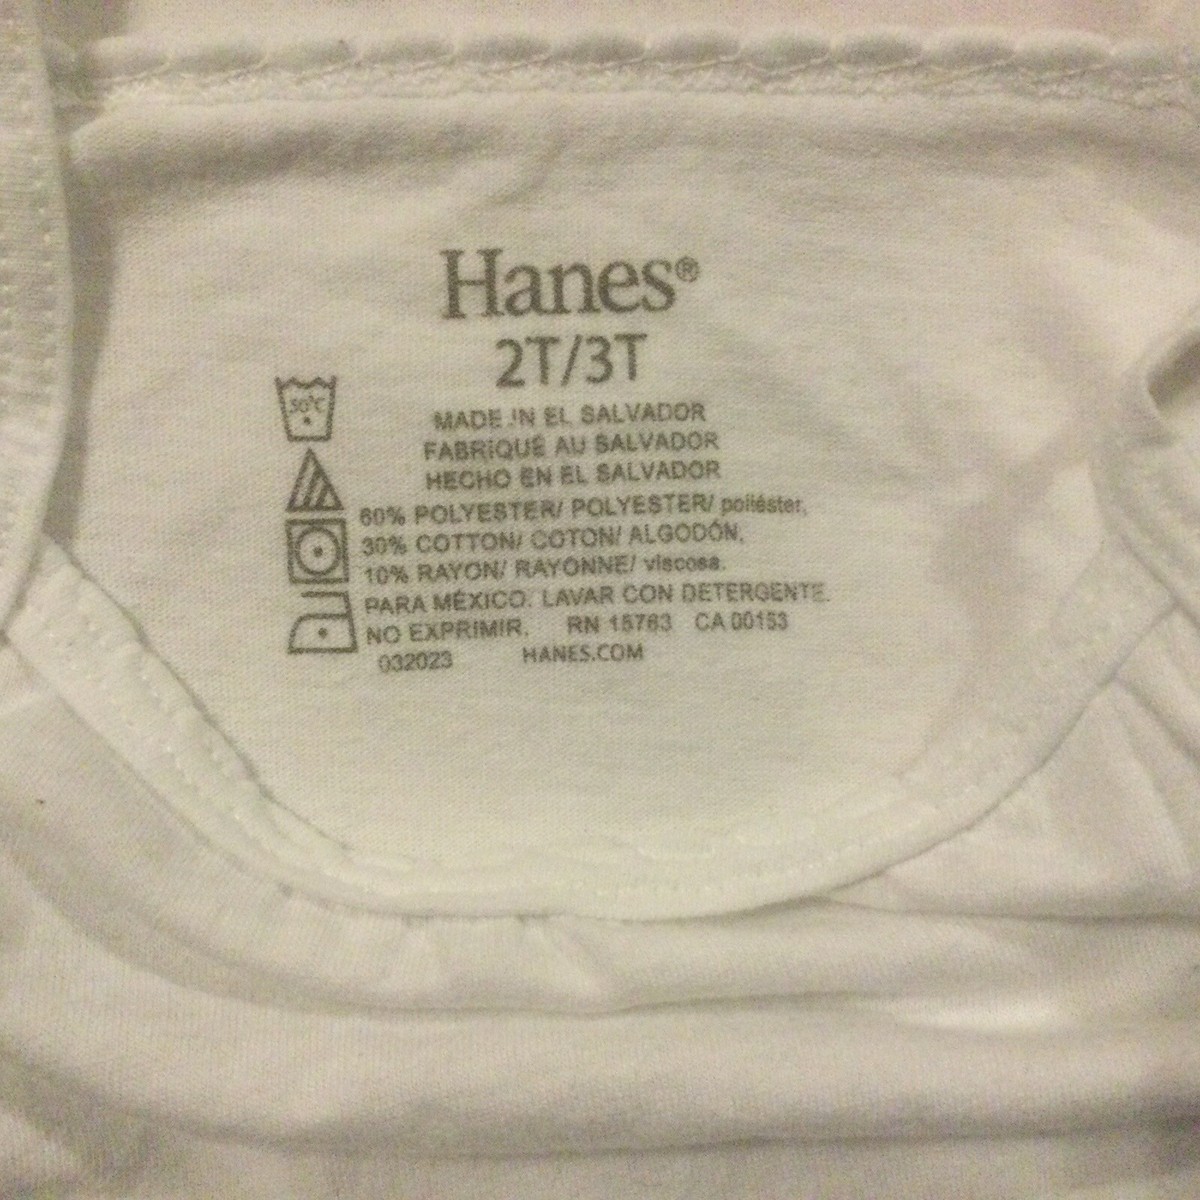 Hanes®
2T/3T
30°C
MADE IN EL SALVADOR
FABRIQUÉ AU SALVADOR
HECHO EN EL SALVADOR
60% POLYESTER/ POLYESTER/ poliéster,
30% COTTON/ COTON/ ALGODÓN,
10% RAYON/ RAYONNE/ viscosa.
PARA MÉXICO: LAVAR CON DETERGENTE.
NO EXPRIMIR. RN 15763 CA 00153
032023 HANES.COM